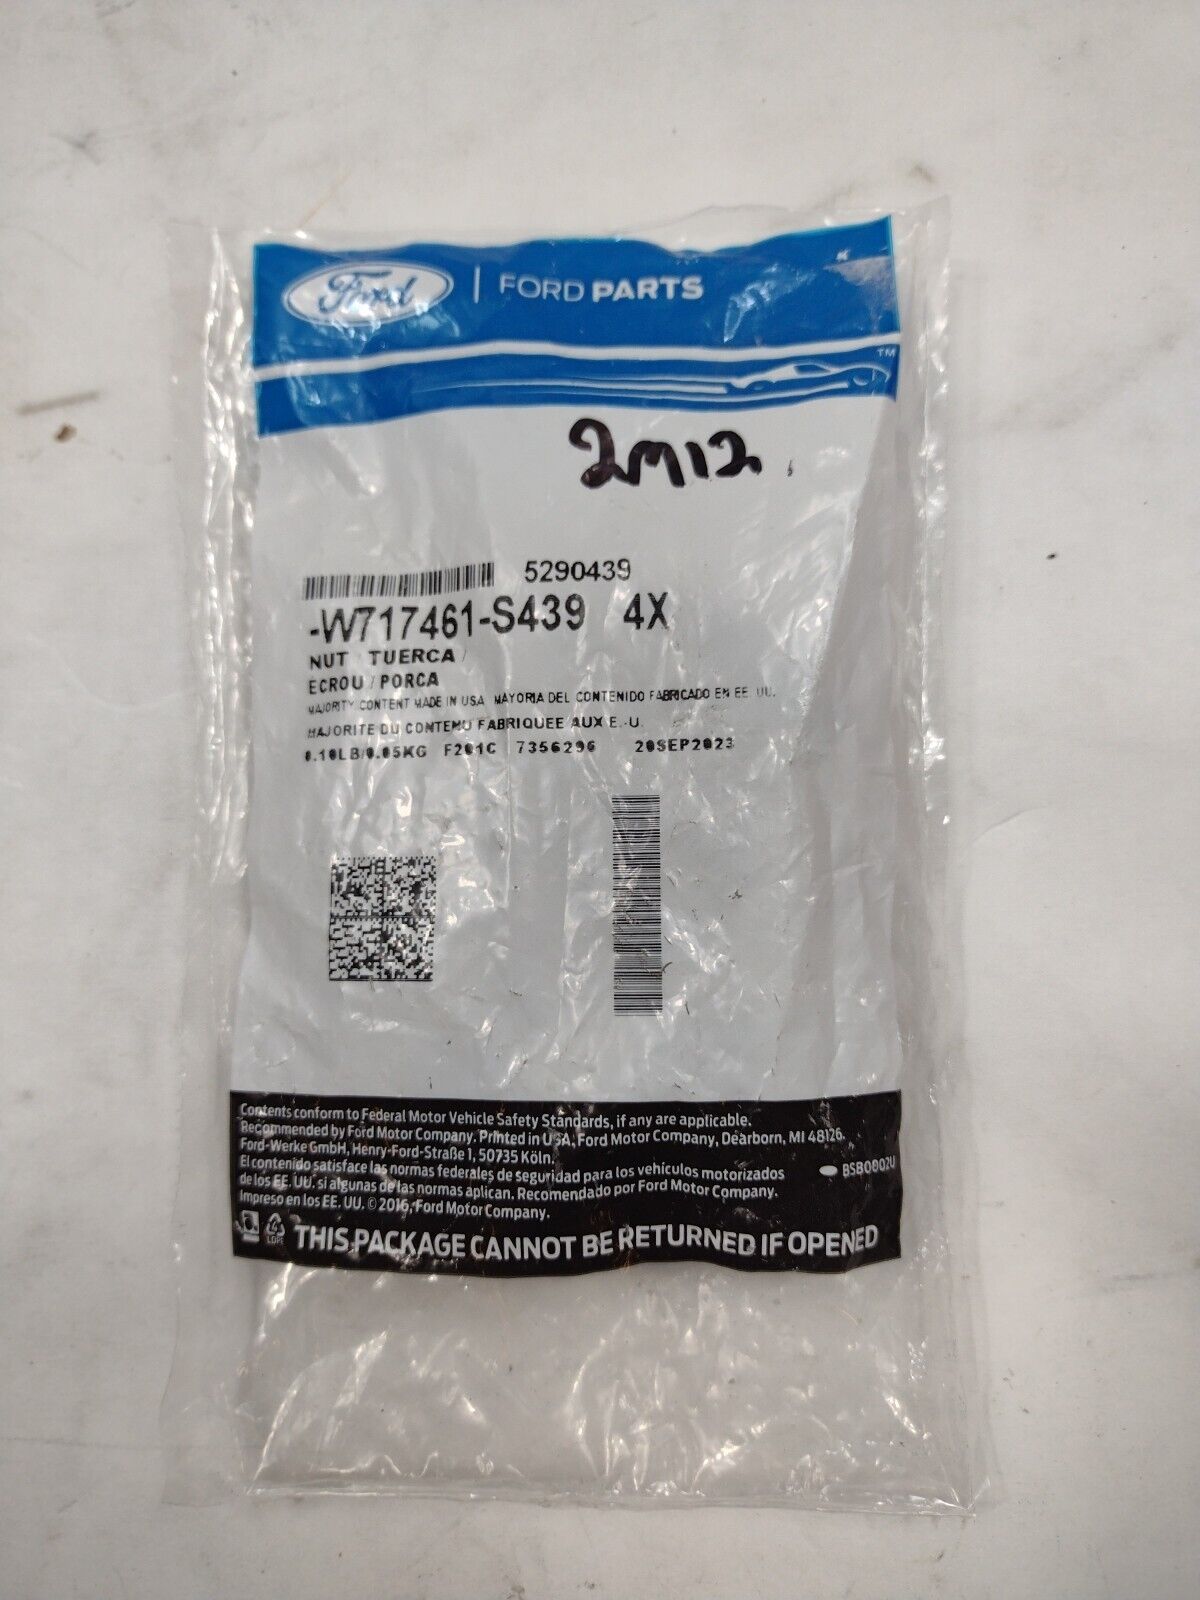 Ford | FORD PARTS
TM
2M12
5290439
-W717461-S439 4X
NUT / TUERCA /
ECROU / PORCA
MAJORITY CONTENT MADE IN USA MAYORIA DEL CONTENIDO FABRICADO EN EE. UU.
MAJORITE DU CONTENU FABRIQUEE AUX E.-U.
0.10LB/0.05KG F201C 7356296 20SEP2023
Contents conform to Federal Motor Vehicle Safety Standards, if any are applicable.
Recommended by Ford Motor Company. Printed in USA, Ford Motor Company, Dearborn, MI 48126.
Ford-Werke GmbH, Henry-Ford-Straße 1, 50735 Köln.
El contenido satisface las normas federales de seguridad para los vehículos motorizados
de los EE. UU. si algunas de las normas aplican. Recomendado por Ford Motor Company.
Impreso en los EE. UU. © 2016, Ford Motor Company.
BSB0002U
4
LDPE
THIS PACKAGE CANNOT BE RETURNED IF OPENED